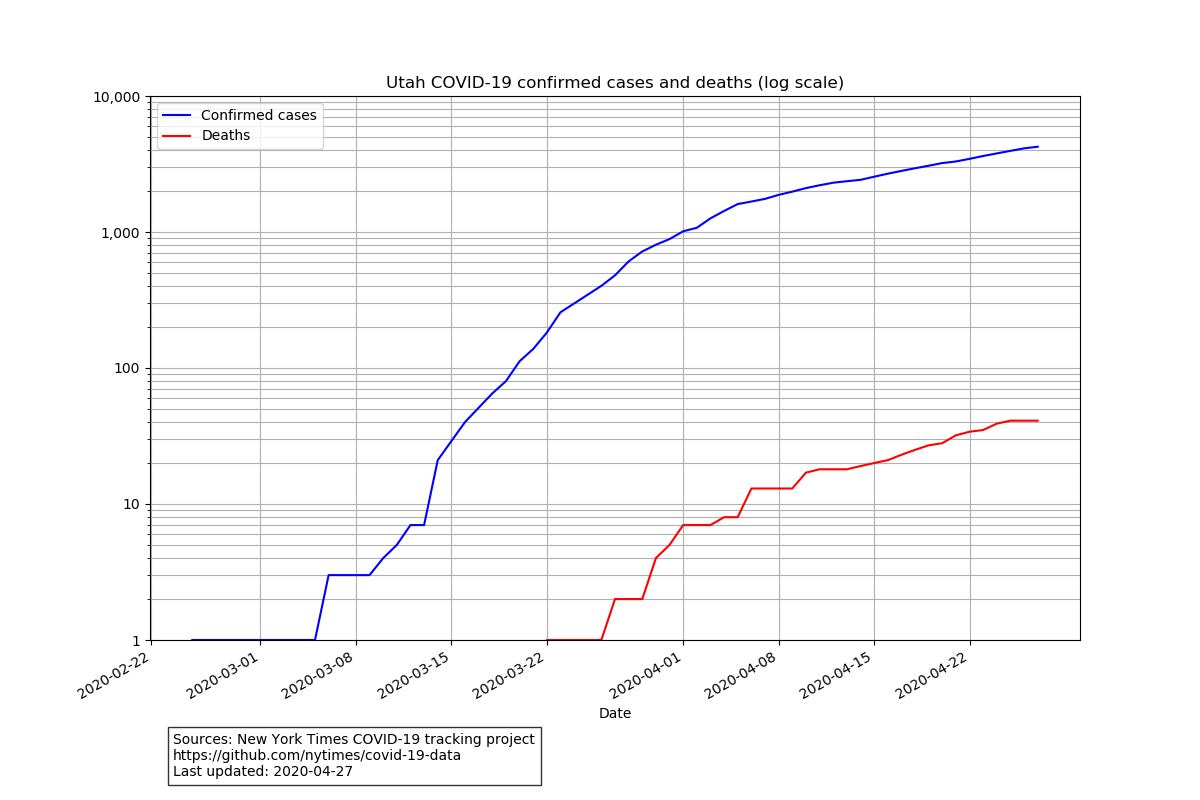 Utah COVID-19 confirmed cases and deaths (log scale)
10,000
Confirmed cases
Deaths
1,000
100
10
1
2020-02-22 2020-03-01 2020-03-08 2020-03-15 2020-03-22 2020-04-01 2020-04-08 2020-04-15 2020-04-22
Date
Sources: New York Times COVID-19 tracking project
https://github.com/nytimes/covid-19-data
Last updated: 2020-04-27